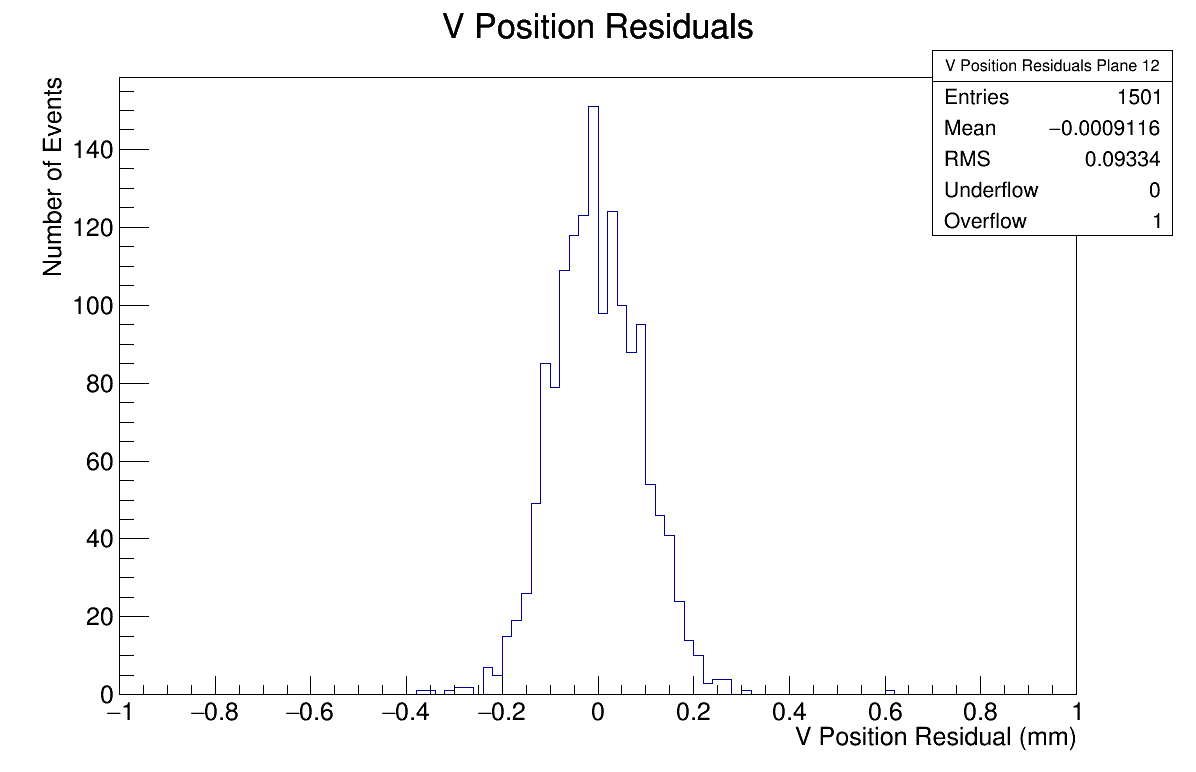 V Position Residuals
V Position Residuals Plane 12
Entries 1501
Mean −0.0009116
RMS 0.09334
Underflow 0
Overflow 1
Number of Events
140
120
100
80
60
40
20
0
−1 −0.8 −0.6 −0.4 −0.2 0 0.2 0.4 0.6 0.8 1
V Position Residual (mm)